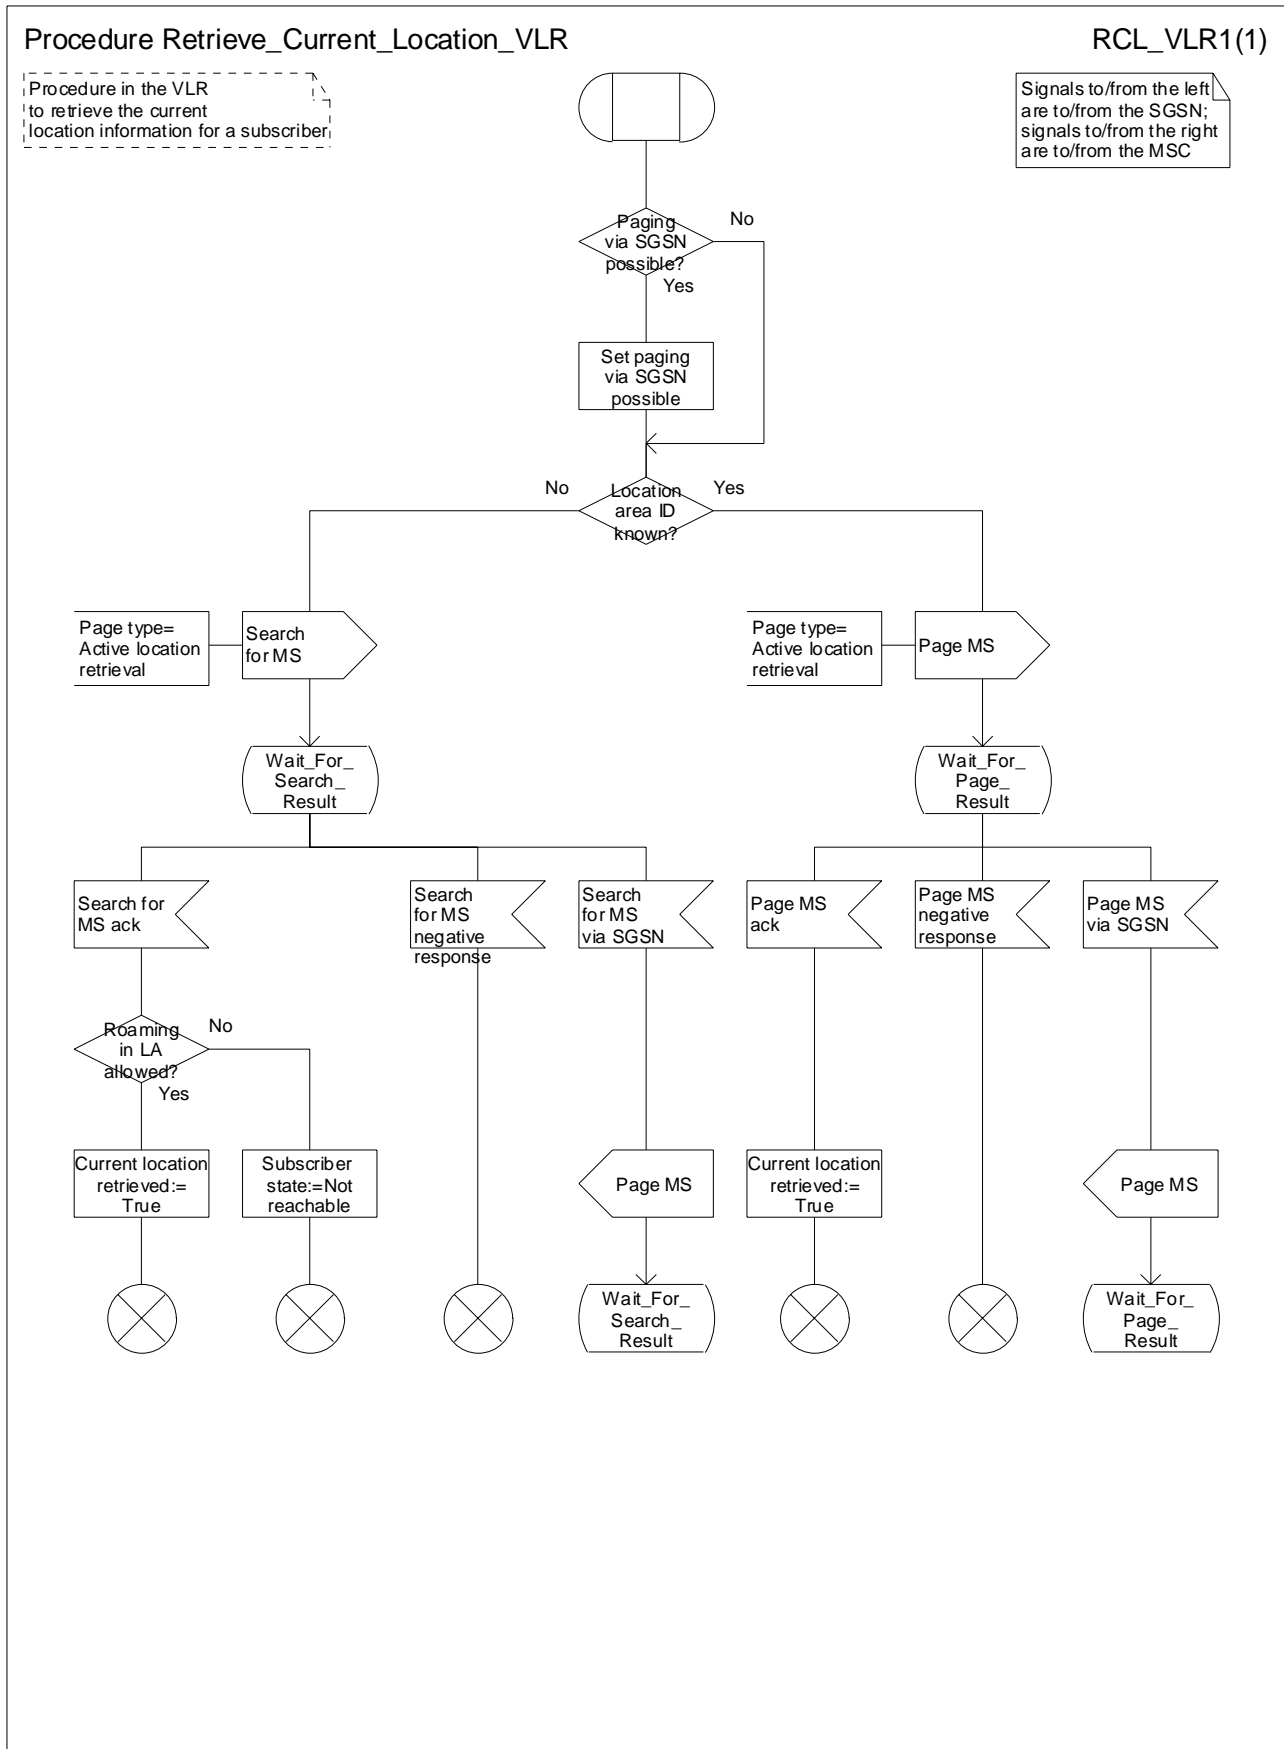 Procedure Retrieve_Current_Location_VLR
RCL_VLR1(1)
Procedure in the VLR
to retrieve the current
location information for a subscriber
Signals to/from the left
are to/from the SGSN;
signals to/from the right
are to/from the MSC
Paging
via SGSN
possible?
No
Yes
Set paging
via SGSN
possible
No
Location
area ID
known?
Yes
Page type=
Active location
retrieval
Search
for MS
Page type=
Active location
retrieval
Page MS
Wait_For_
Search_
Result
Wait_For_
Page_
Result
Search for
MS ack
Search
for MS
negative
response
Search
for MS
via SGSN
Page MS
ack
Page MS
negative
response
Page MS
via SGSN
Roaming
in LA
allowed?
No
Yes
Current location
retrieved:=
True
Subscriber
state:=Not
reachable
Page MS
Current location
retrieved:=
True
Page MS
Wait_For_
Search_
Result
Wait_For_
Page_
Result